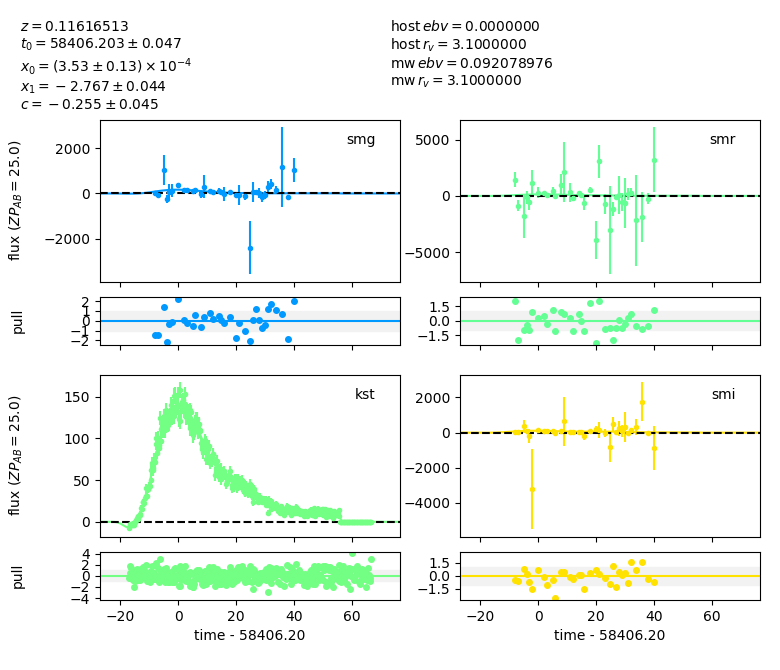 z = 0.11616513
t₀ = 58406.203 ± 0.047
x₀ = (3.53 ± 0.13) × 10⁻⁴
x₁ = −2.767 ± 0.044
c = −0.255 ± 0.045
host ebv = 0.0000000
host r_v = 3.1000000
mw ebv = 0.092078976
mw r_v = 3.1000000
flux (ZP_AB = 25.0)
2000
0
−2000
smg
5000
0
−5000
smr
pull
2
1
0
−1
−2
1.5
0.0
−1.5
flux (ZP_AB = 25.0)
150
100
50
0
kst
2000
0
−2000
−4000
smi
pull
4
2
0
−2
−4
1.5
0.0
−1.5
−20 0 20 40 60
−20 0 20 40 60
time - 58406.20
time - 58406.20